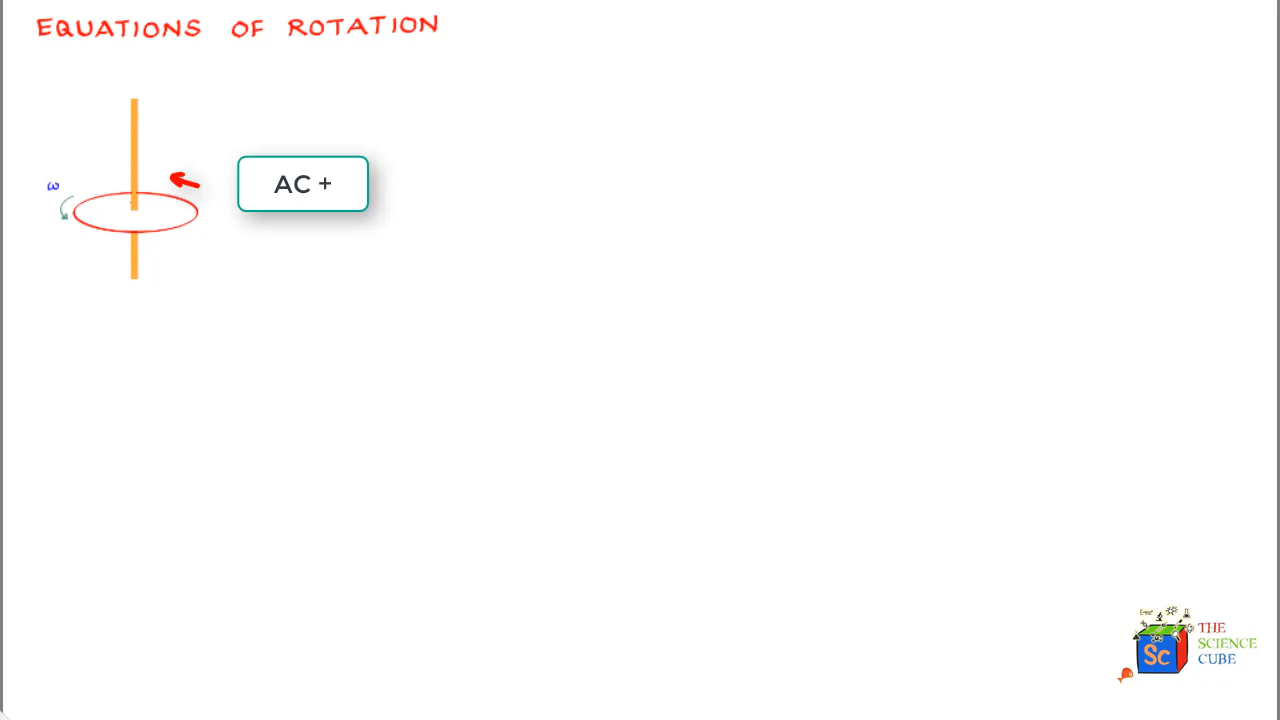 EQUATIONS OF ROTATION
ω
AC +
Sc
THE
SCIENCE
CUBE